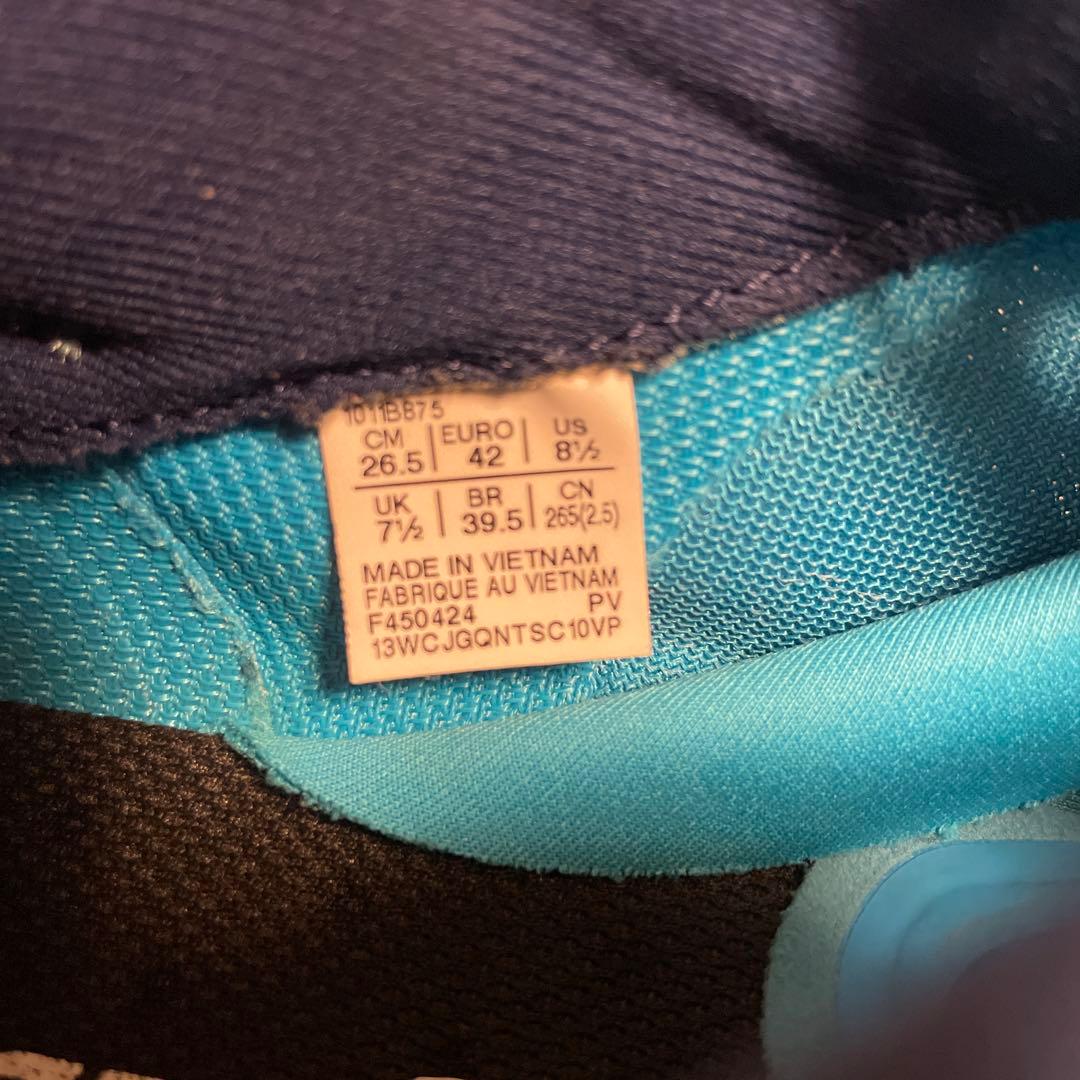 1011B875
CM | EURO | US
26.5 | 42 | 8½
UK | BR | CN
7½ | 39.5 | 265(2.5)
MADE IN VIETNAM
FABRIQUE AU VIETNAM
F450424 PV
13WCJGQNTSC10VP